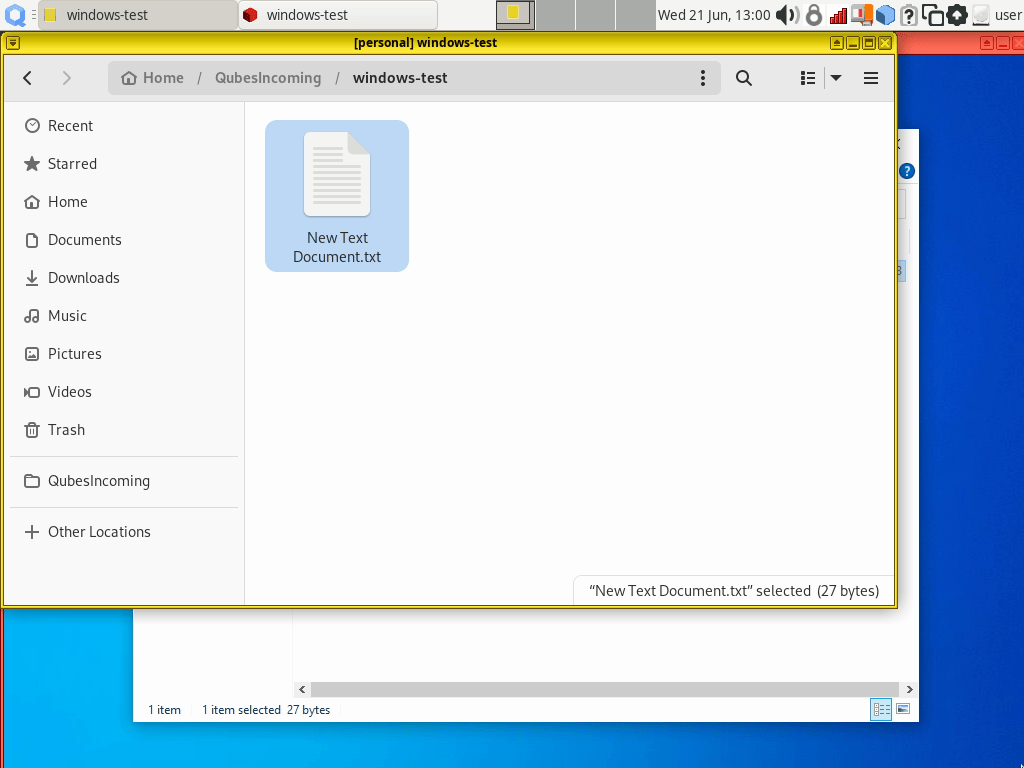 windows-test
windows-test
Wed 21 Jun, 13:00
user
[personal] windows-test
Home / QubesIncoming / windows-test
Recent
Starred
Home
Documents
Downloads
Music
Pictures
Videos
Trash
QubesIncoming
Other Locations
New Text
Document.txt
“New Text Document.txt” selected (27 bytes)
1 item
1 item selected 27 bytes